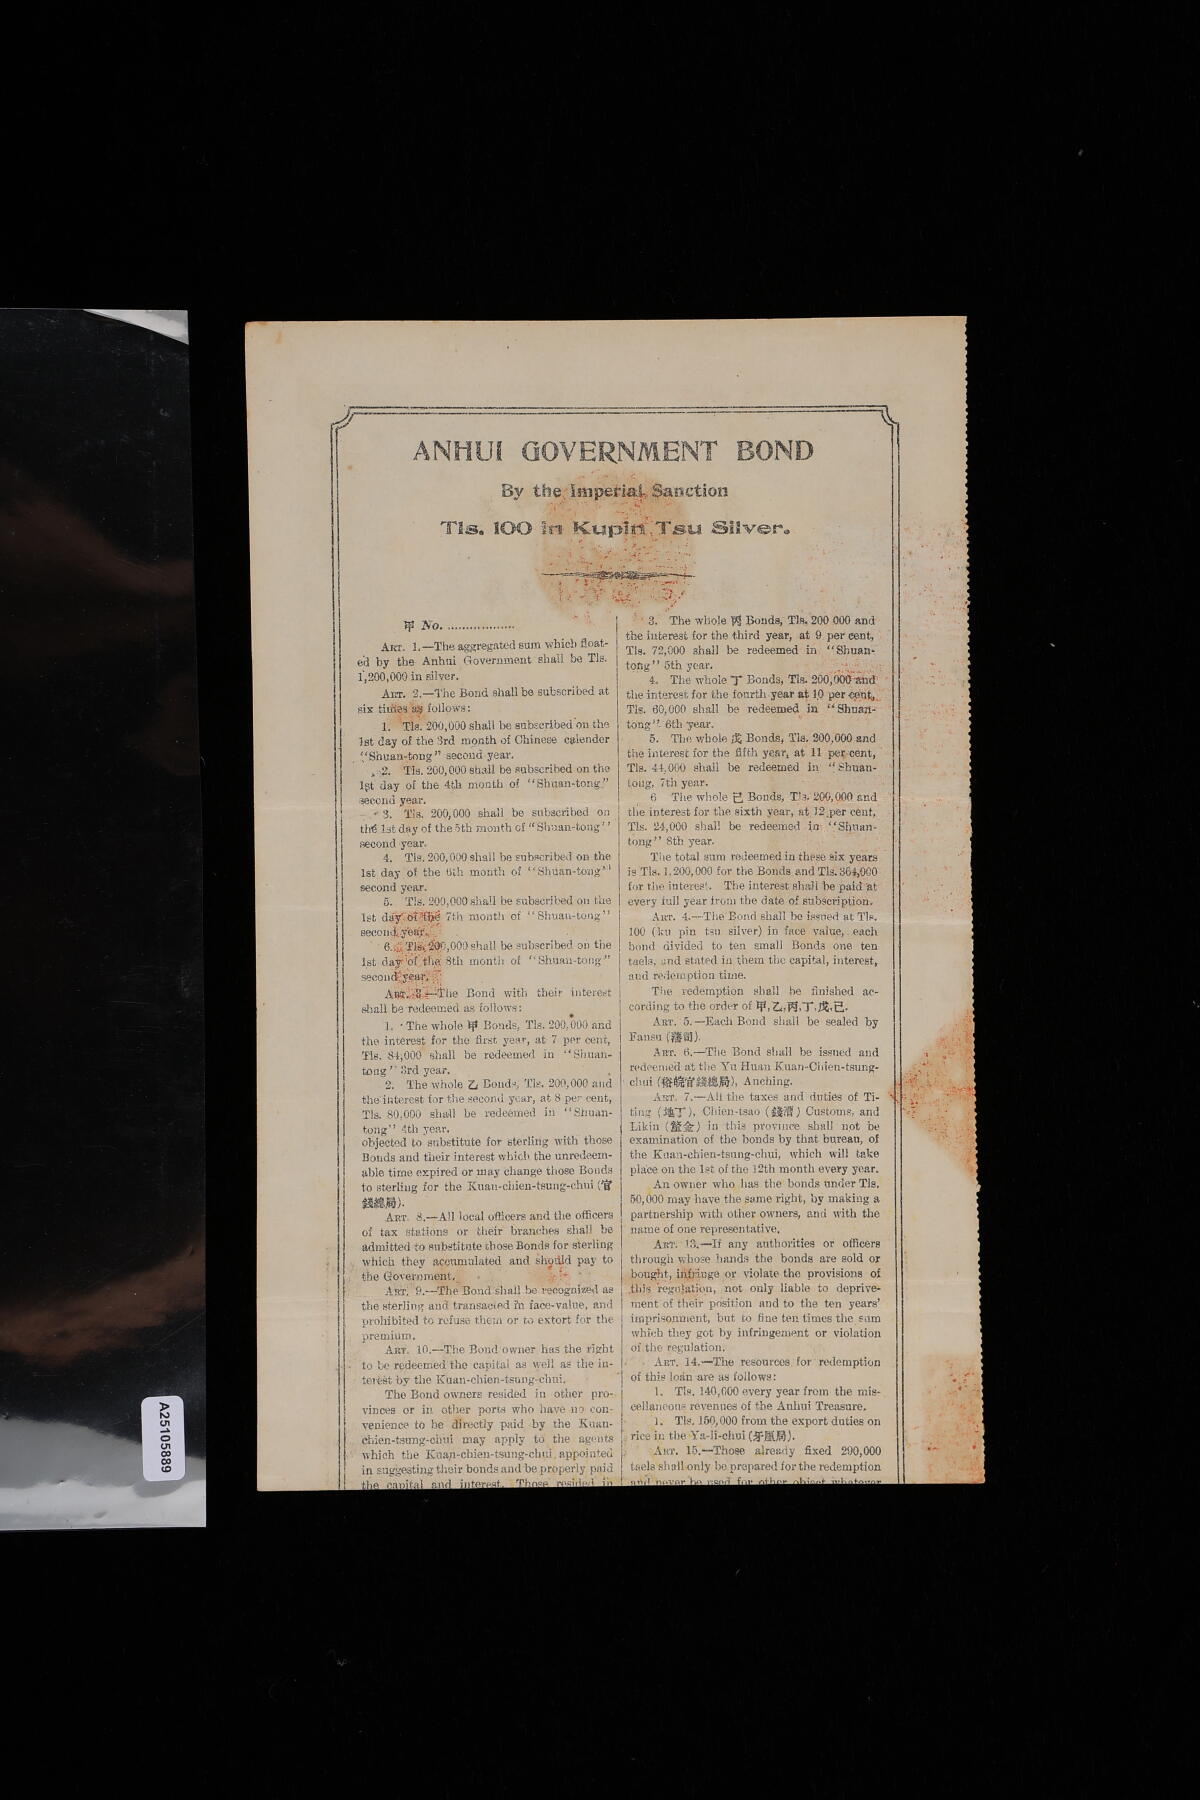 ANHUI GOVERNMENT BOND
By the Imperial Sanction
Tls. 100 in Kupin Tsu Silver.
甲 No. ..................
ART. 1.—The aggregated sum which float-
ed by the Anhui Government shall be Tls.
1,200,000 in silver.
ART. 2.—The Bond shall be subscribed at
six times as follows:
1. Tls. 200,000 shall be subscribed on the
1st day of the 3rd month of Chinese calender
"Shuan-tong" second year.
2. Tls. 200,000 shall be subscribed on the
1st day of the 4th month of "Shuan-tong"
second year.
3. Tls. 200,000 shall be subscribed on
the 1st day of the 5th month of "Shuan-tong"
second year.
4. Tls. 200,000 shall be subscribed on the
1st day of the 6th month of "Shuan-tong"
second year.
5. Tls. 200,000 shall be subscribed on the
1st day of the 7th month of "Shuan-tong"
second year.
6. Tls. 200,000 shall be subscribed on the
1st day of the 8th month of "Shuan-tong"
second year.
ART. 3—The Bond with their interest
shall be redeemed as follows:
1. The whole 甲 Bonds, Tls. 200,000 and
the interest for the first year, at 7 per cent,
Tls. 84,000 shall be redeemed in "Shuan-
tong" 3rd year.
2. The whole 乙 Bonds, Tls. 200,000 and
the interest for the second year, at 8 per cent,
Tls. 80,000 shall be redeemed in "Shuan-
tong" 4th year.
objected to substitute for sterling with those
Bonds and their interest which the unredeem-
able time expired or may change those Bonds
to sterling for the Kuan-chien-tsung-chui (官
錢總局).
ART. 8.—All local officers and the officers
of tax stations or their branches shall be
admitted to substitute those Bonds for sterling
which they accumulated and should pay to
the Government.
ART. 9.—The Bond shall be recognized as
the sterling and transacted in face-value, and
prohibited to refuse them or to extort for the
premium.
ART. 10.—The Bond owner has the right
to be redeemed the capital as well as the in-
terest by the Kuan-chien-tsung-chui.
The Bond owners resided in other pro-
vinces or in other ports who have no con-
venience to be directly paid by the Kuan-
chien-tsung-chui may apply to the agents
which the Kuan-chien-tsung-chui appointed
in suggesting their bonds and be properly paid
the capital and interest. Those resided in
3. The whole 丙 Bonds, Tls. 200 000 and
the interest for the third year, at 9 per cent,
Tls. 72,000 shall be redeemed in "Shuan-
tong" 5th year.
4. The whole 丁 Bonds, Tls. 200,000 and
the interest for the fourth year at 10 per cent,
Tls. 60,000 shall be redeemed in "Shuan-
tong" 6th year.
5. The whole 戊 Bonds, Tls. 200,000 and
the interest for the fifth year, at 11 per cent,
Tls. 44,000 shall be redeemed in "Shuan-
tong, 7th year.
6 The whole 己 Bonds, Tls. 200,000 and
the interest for the sixth year, at 12 per cent,
Tls. 24,000 shall be redeemed in "Shuan-
tong" 8th year.
The total sum redeemed in these six years
is Tls. 1,200,000 for the Bonds and Tls. 364,000
for the interest. The interest shall be paid at
every full year from the date of subscription.
ART. 4.—The Bond shall be issued at Tls.
100 (ku pin tsu silver) in face value, each
bond divided to ten small Bonds one ten
taels, and stated in them the capital, interest,
and redemption time.
The redemption shall be finished ac-
cording to the order of 甲,乙,丙,丁,戊,己.
ART. 5.—Each Bond shall be sealed by
Fansu (藩司).
ART. 6.—The Bond shall be issued and
redeemed at the Yu Huan Kuan-Chien-tsung-
chui (裕皖官錢總局), Anching.
ART. 7.—All the taxes and duties of Ti-
ting (地丁), Chien-tsao (錢漕) Customs, and
Likin (釐金) in this province shall not be
examination of the bonds by that bureau, of
the Kuan-chien-tsung-chui, which will take
place on the 1st of the 12th month every year.
An owner who has the bonds under Tls.
50,000 may have the same right, by making a
partnership with other owners, and with the
name of one representative.
ART. 13.—If any authorities or officers
through whose hands the bonds are sold or
bought, infringe or violate the provisions of
this regulation, not only liable to deprive-
ment of their position and to the ten years'
imprisonment, but to fine ten times the sum
which they got by infringement or violation
of the regulation.
ART. 14.—The resources for redemption
of this loan are as follows:
1. Tls. 140,000 every year from the mis-
cellaneous revenues of the Anhui Treasure.
1. Tls. 150,000 from the export duties on
rice in the Ya-li-chui (牙厘局).
ART. 15.—Those already fixed 290,000
taels shall only be prepared for the redemption
and never be used for other object whatever
A25105889